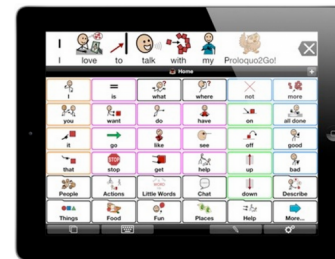 I love to talk with my Proloquo2Go!
Home
I is what where not more
you want do have on all done
it go like see off good
that stop get help up bad
STOP
People Actions Little Words Chat down Describe
Things Food Fun Places Help More...